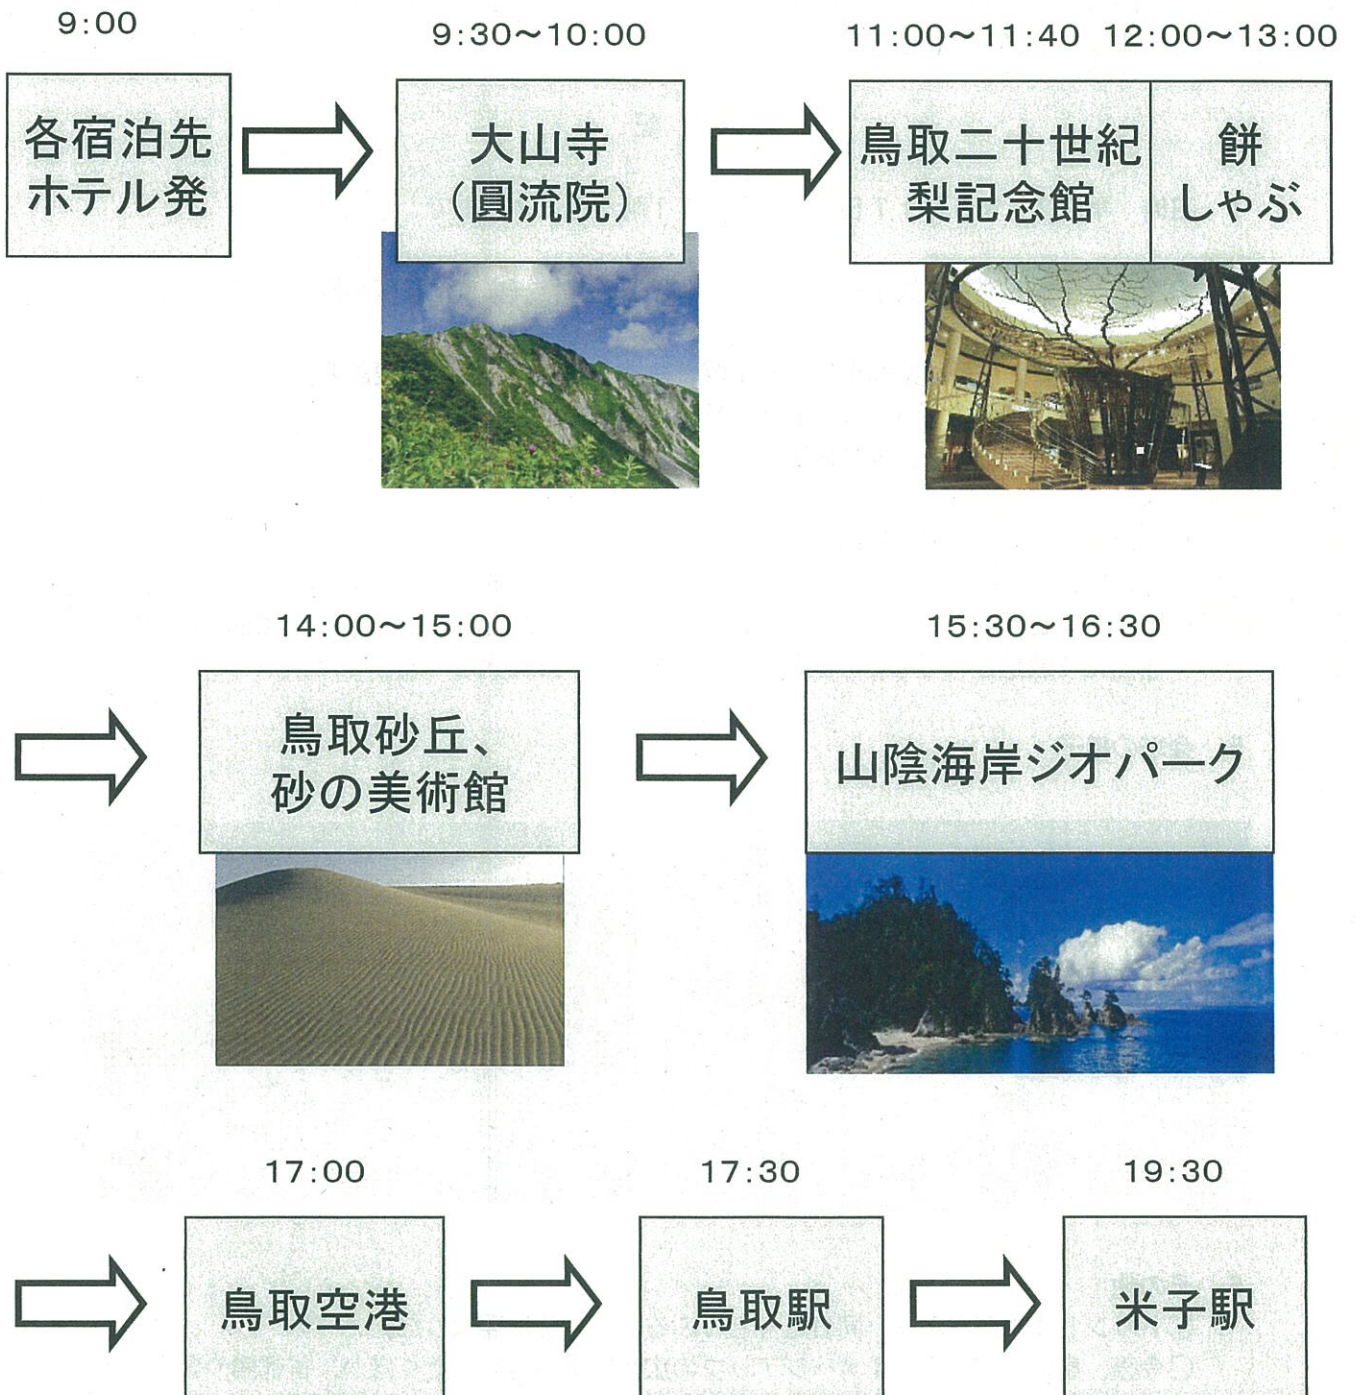 9:00
9:30～10:00
11:00～11:40 12:00～13:00
各宿泊先
ホテル発
大山寺
（圓流院）
鳥取二十世紀
梨記念館
餅
しゃぶ
14:00～15:00
15:30～16:30
鳥取砂丘、
砂の美術館
山陰海岸ジオパーク
17:00
17:30
19:30
鳥取空港
鳥取駅
米子駅